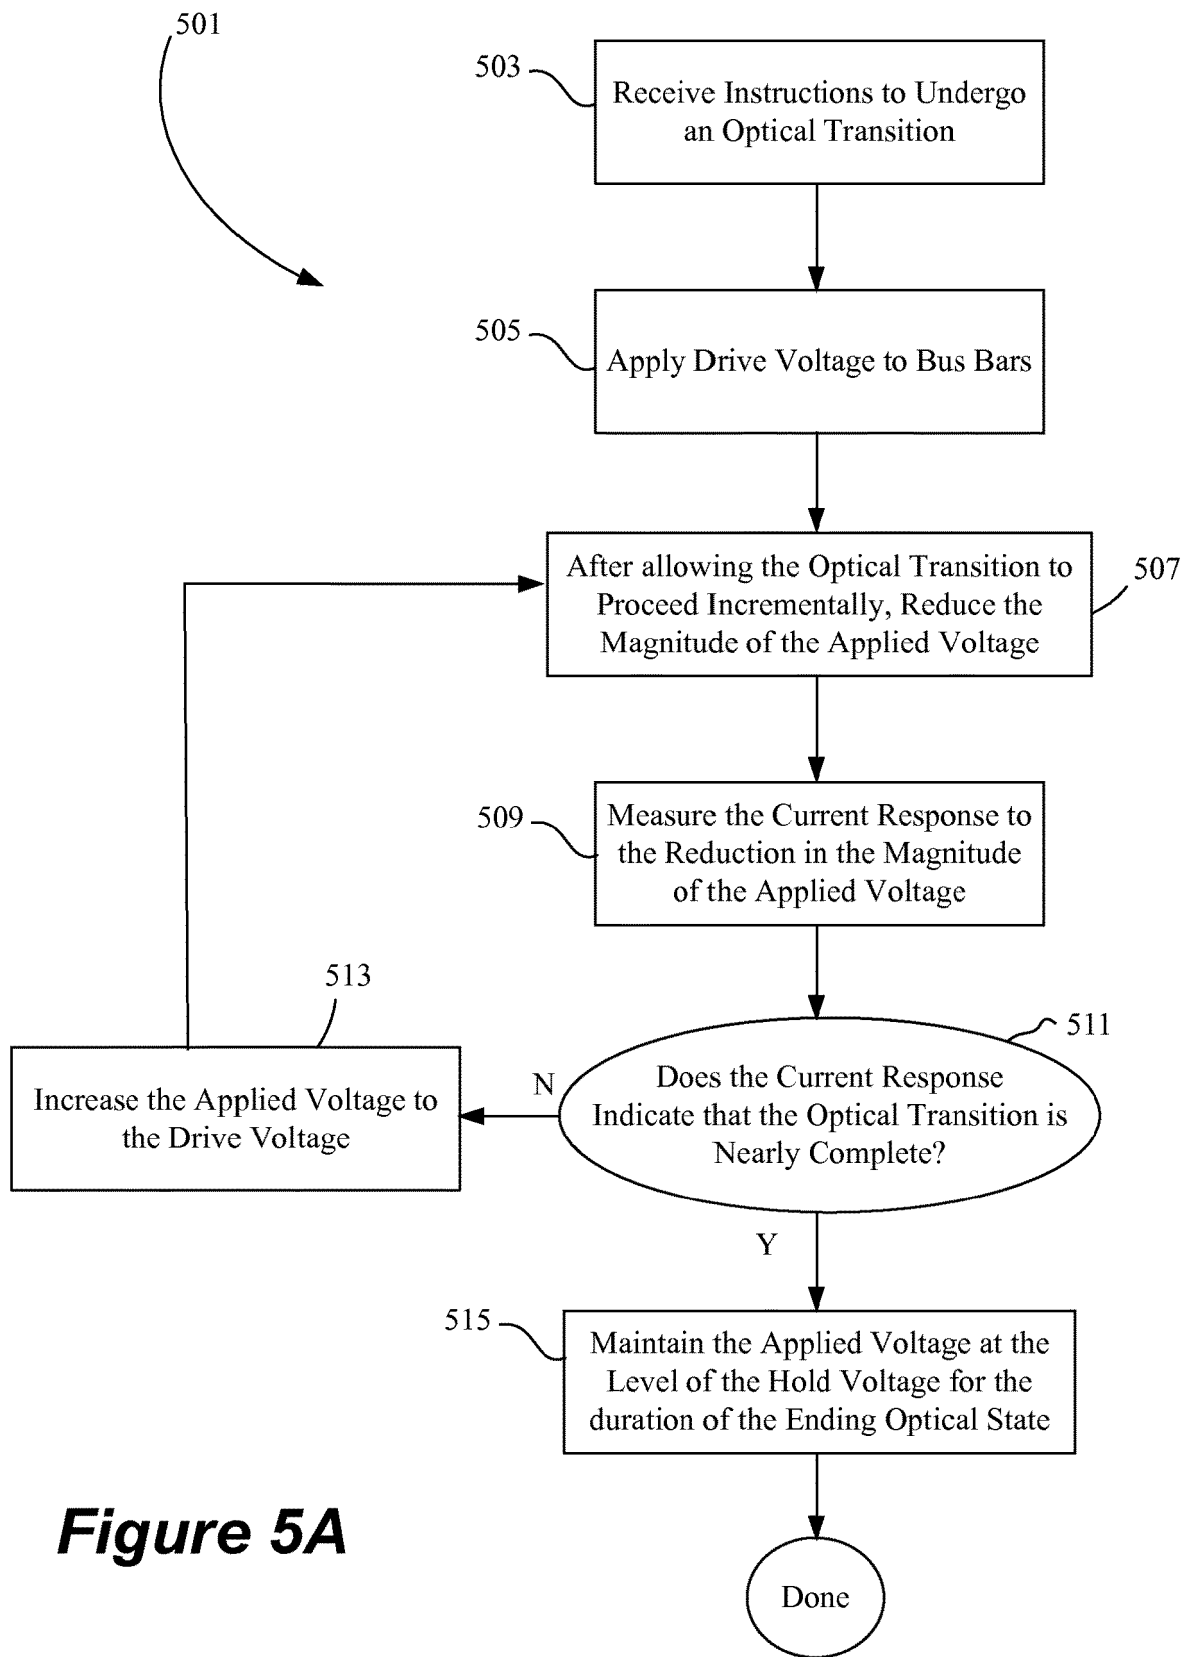 501
503
Receive Instructions to Undergo
an Optical Transition
505
Apply Drive Voltage to Bus Bars
After allowing the Optical Transition to
Proceed Incrementally, Reduce the
Magnitude of the Applied Voltage
507
509
Measure the Current Response to
the Reduction in the Magnitude
of the Applied Voltage
513
Increase the Applied Voltage to
the Drive Voltage
N
511
Does the Current Response
Indicate that the Optical Transition is
Nearly Complete?
Y
515
Maintain the Applied Voltage at the
Level of the Hold Voltage for the
duration of the Ending Optical State
Figure 5A
Done